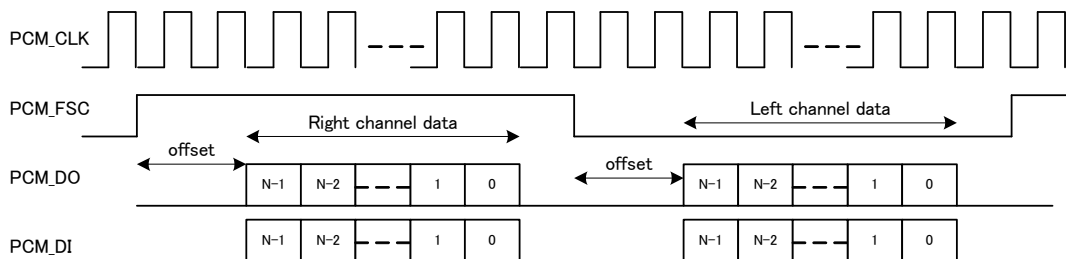 PCM_CLK
PCM_FSC
Right channel data
Left channel data
offset
offset
PCM_DO
N-1 N-2 1 0
N-1 N-2 1 0
PCM_DI
N-1 N-2 1 0
N-1 N-2 1 0